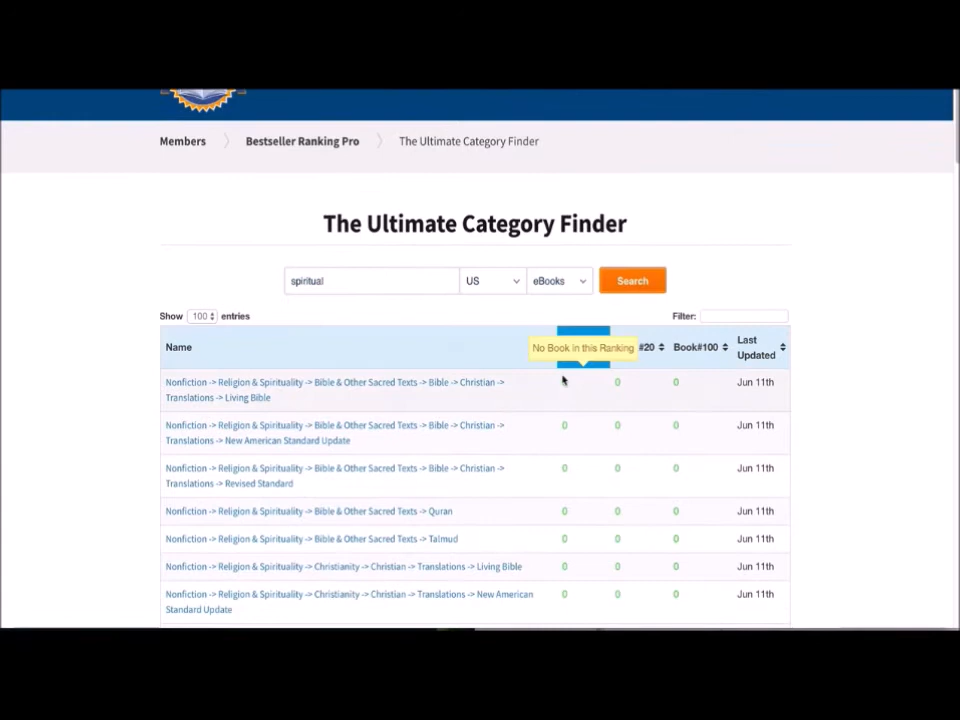 Members Bestseller Ranking Pro The Ultimate Category Finder
The Ultimate Category Finder
spiritual US eBooks Search
Show 100 entries Filter:
Name No Book in this Ranking #20 Book#100 Last Updated
Nonfiction -> Religion & Spirituality -> Bible & Other Sacred Texts -> Bible -> Christian -> 0 0 Jun 11th
Translations -> Living Bible
Nonfiction -> Religion & Spirituality -> Bible & Other Sacred Texts -> Bible -> Christian -> 0 0 0 Jun 11th
Translations -> New American Standard Update
Nonfiction -> Religion & Spirituality -> Bible & Other Sacred Texts -> Bible -> Christian -> 0 0 0 Jun 11th
Translations -> Revised Standard
Nonfiction -> Religion & Spirituality -> Bible & Other Sacred Texts -> Quran 0 0 0 Jun 11th
Nonfiction -> Religion & Spirituality -> Bible & Other Sacred Texts -> Talmud 0 0 0 Jun 11th
Nonfiction -> Religion & Spirituality -> Christianity -> Christian -> Translations -> Living Bible 0 0 0 Jun 11th
Nonfiction -> Religion & Spirituality -> Christianity -> Christian -> Translations -> New American 0 0 0 Jun 11th
Standard Update